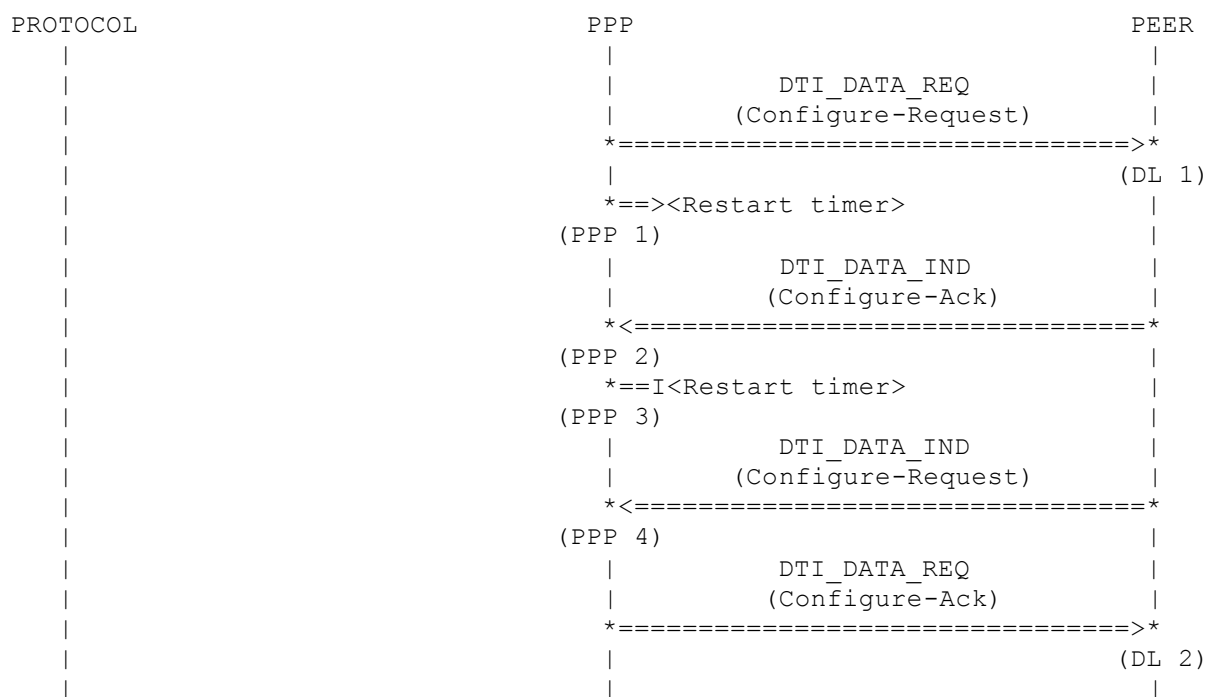 PROTOCOL PPP PEER
| | |
| | DTI_DATA_REQ |
| | (Configure-Request) |
| *================================>*
| | (DL 1)
| *==><Restart timer> |
| (PPP 1) |
| | DTI_DATA_IND |
| | (Configure-Ack) |
| *<================================*
| (PPP 2) |
| *==I<Restart timer> |
| (PPP 3) |
| | DTI_DATA_IND |
| | (Configure-Request) |
| *<================================*
| (PPP 4) |
| | DTI_DATA_REQ |
| | (Configure-Ack) |
| *================================>*
| | (DL 2)
| | |